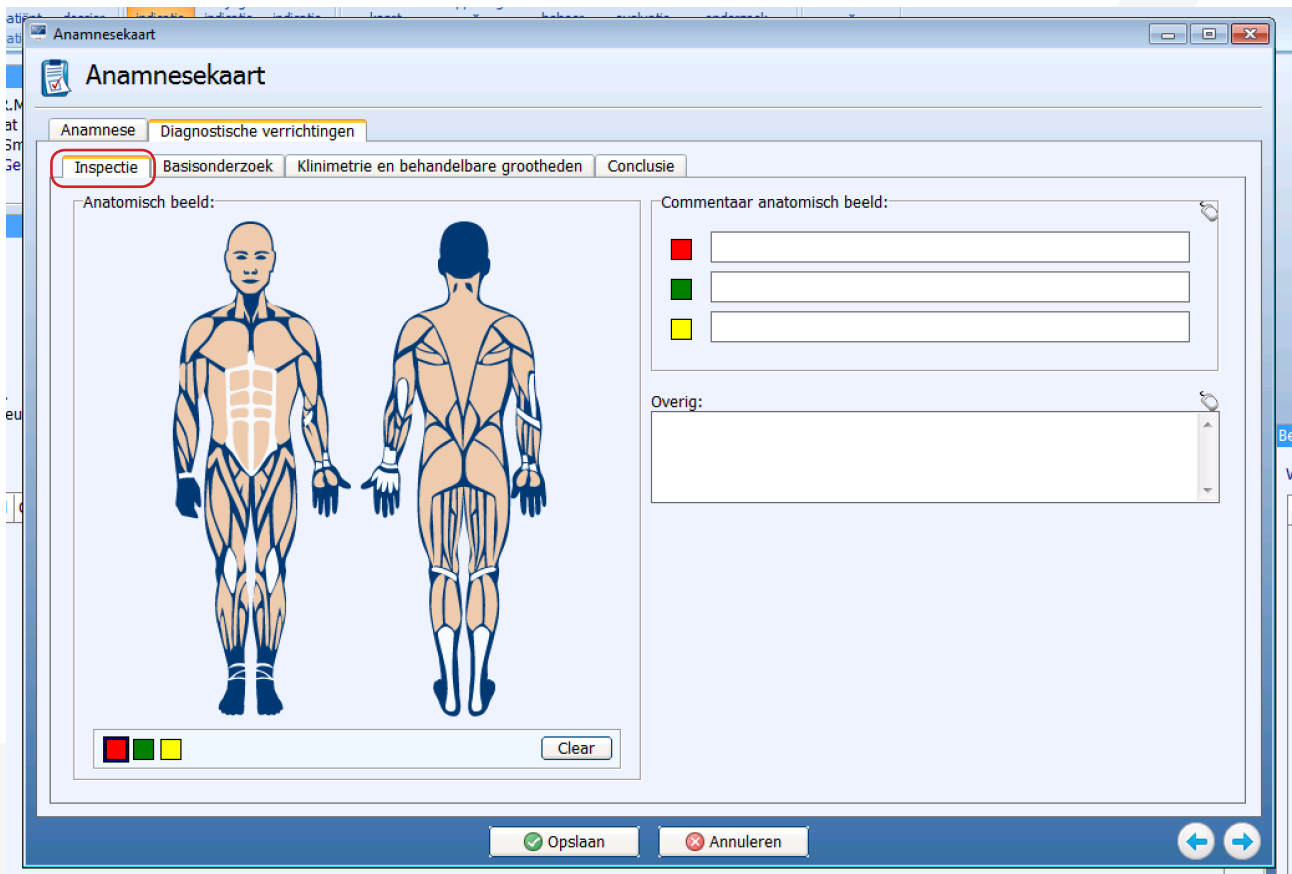 Anamnesekaart
Anamnesekaart
Anamnese Diagnostische verrichtingen
Inspectie Basisonderzoek Klinimetrie en behandelbare grootheden Conclusie
Anatomisch beeld:
Commentaar anatomisch beeld:
Overig:
Clear
Opslaan Annuleren